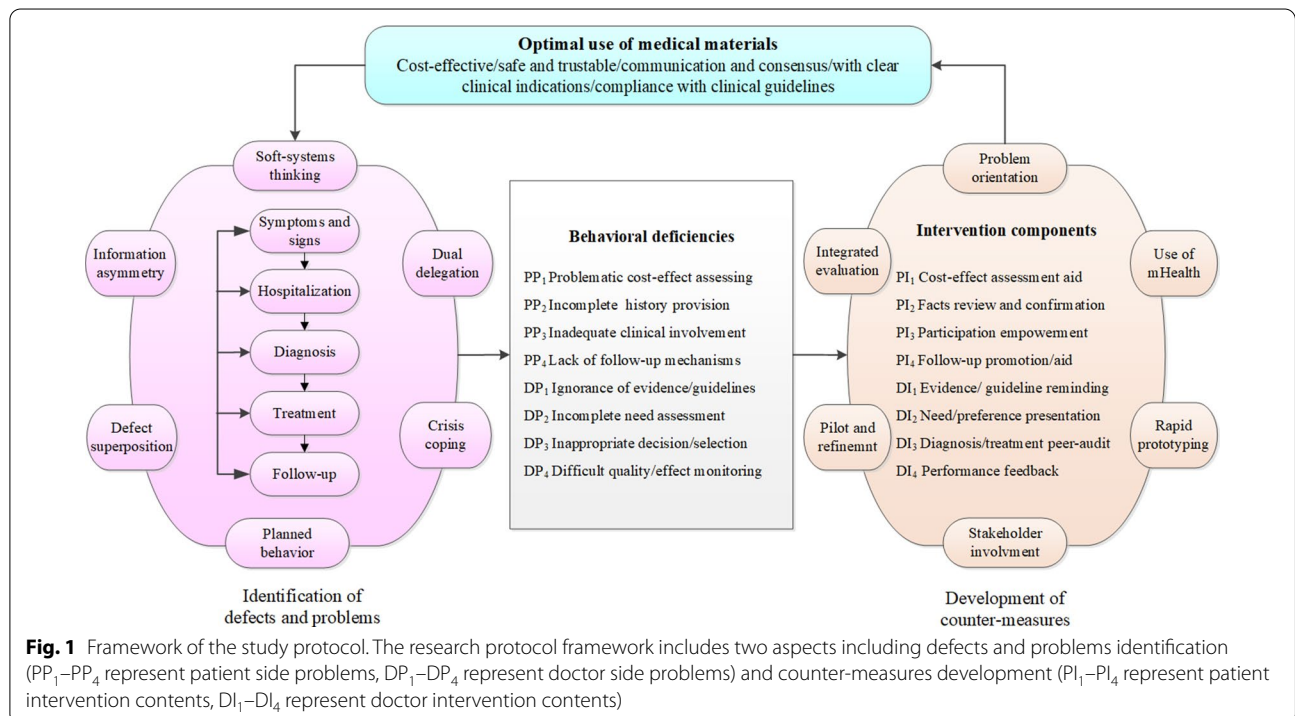 Optimal use of medical materials
Cost-effective/safe and trustable/communication and consensus/with clear
clinical indications/compliance with clinical guidelines
Soft-systems
thinking
Information
asymmetry
Defect
superposition
Planned
behavior
Dual
delegation
Crisis
coping
Symptoms and
signs
Hospitalization
Diagnosis
Treatment
Follow-up
Identification of
defects and problems
Behavioral deficiencies
PP₁ Problematic cost-effect assessing
PP₂ Incomplete history provision
PP₃ Inadequate clinical involvement
PP₄ Lack of follow-up mechanisms
DP₁ Ignorance of evidence/guidelines
DP₂ Incomplete need assessment
DP₃ Inappropriate decision/selection
DP₄ Difficult quality/effect monitoring
Problem
orientation
Integrated
evaluation
Pilot and
refinemnt
Stakeholder
involvment
Use of
mHealth
Rapid
prototyping
Intervention components
PI₁ Cost-effect assessment aid
PI₂ Facts review and confirmation
PI₃ Participation empowerment
PI₄ Follow-up promotion/aid
DI₁ Evidence/ guideline reminding
DI₂ Need/preference presentation
DI₃ Diagnosis/treatment peer-audit
DI₄ Performance feedback
Development of
counter-measures
Fig. 1 Framework of the study protocol. The research protocol framework includes two aspects including defects and problems identification
(PP₁–PP₄ represent patient side problems, DP₁–DP₄ represent doctor side problems) and counter-measures development (PI₁–PI₄ represent patient
intervention contents, DI₁–DI₄ represent doctor intervention contents)